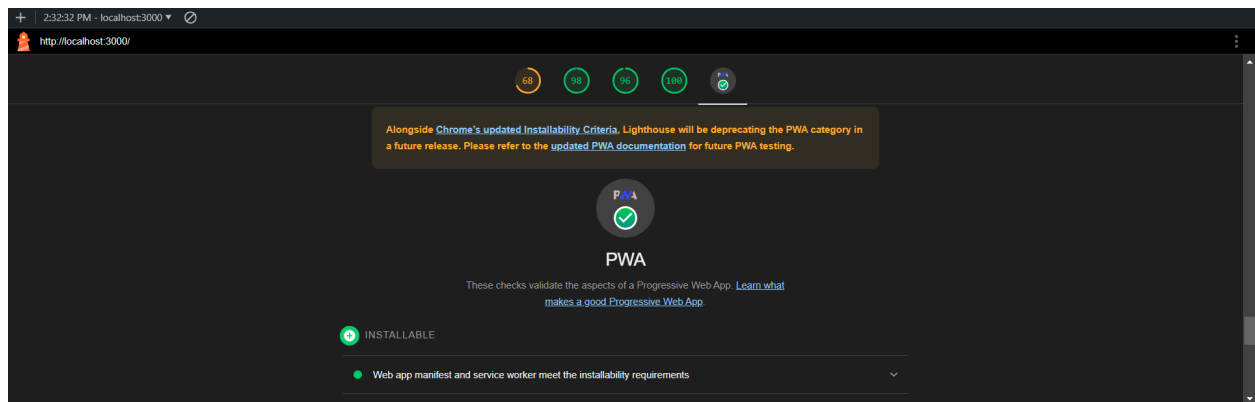 2:32:32 PM - localhost:3000
http://localhost:3000/
68 98 96 100 PWA
Alongside Chrome's updated Installability Criteria, Lighthouse will be deprecating the PWA category in
a future release. Please refer to the updated PWA documentation for future PWA testing.
PWA
PWA
These checks validate the aspects of a Progressive Web App. Learn what
makes a good Progressive Web App.
INSTALLABLE
Web app manifest and service worker meet the installability requirements